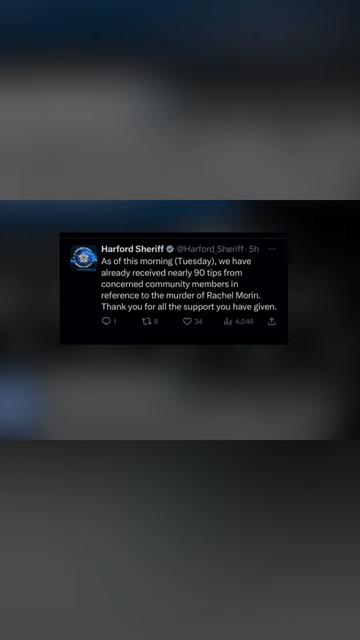 Harford Sheriff @Harford_Sheriff · 5h
As of this morning (Tuesday), we have
already received nearly 90 tips from
concerned community members in
reference to the murder of Rachel Morin.
Thank you for all the support you have given.
1 6 34 4,046